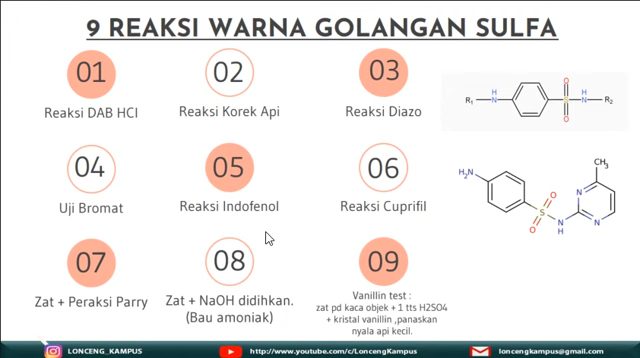 9 REAKSI WARNA GOLANGAN SULFA
01
Reaksi DAB HCl
02
Reaksi Korek Api
03
Reaksi Diazo
04
Uji Bromat
05
Reaksi Indofenol
06
Reaksi Cuprifil
07
Zat + Peraksi Parry
08
Zat + NaOH didihkan.
(Bau amoniak)
09
Vanillin test :
zat pd kaca objek + 1 tts H2SO4
+ kristal vanillin ,panaskan
nyala api kecil.
R₁ H N O S O H N R₂
H₂N O S O N H N N CH₃
LONCENG_KAMPUS
http://www.youtube.com/c/LoncengKampus
lcengkampus@gmail.com